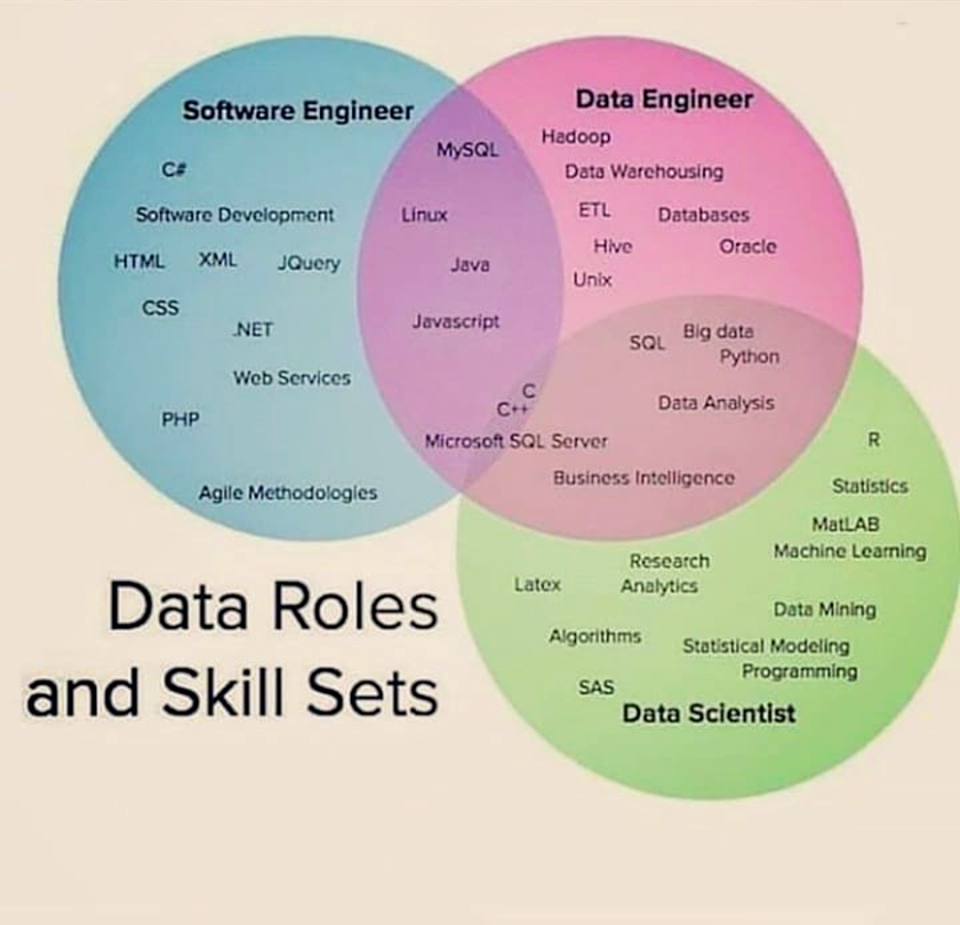 Software Engineer
C#
Software Development
HTML XML JQuery
CSS
.NET
Web Services
PHP
Agile Methodologies
MySQL
Linux
Java
Javascript
C
C++
Microsoft SQL Server
Data Engineer
Hadoop
Data Warehousing
ETL Databases
Hive Oracle
Unix
SQL Big data
Python
Data Analysis
Business Intelligence
R
Statistics
MatLAB
Machine Learning
Research
Latex Analytics
Data Mining
Algorithms Statistical Modeling
Programming
SAS
Data Scientist
Data Roles
and Skill Sets